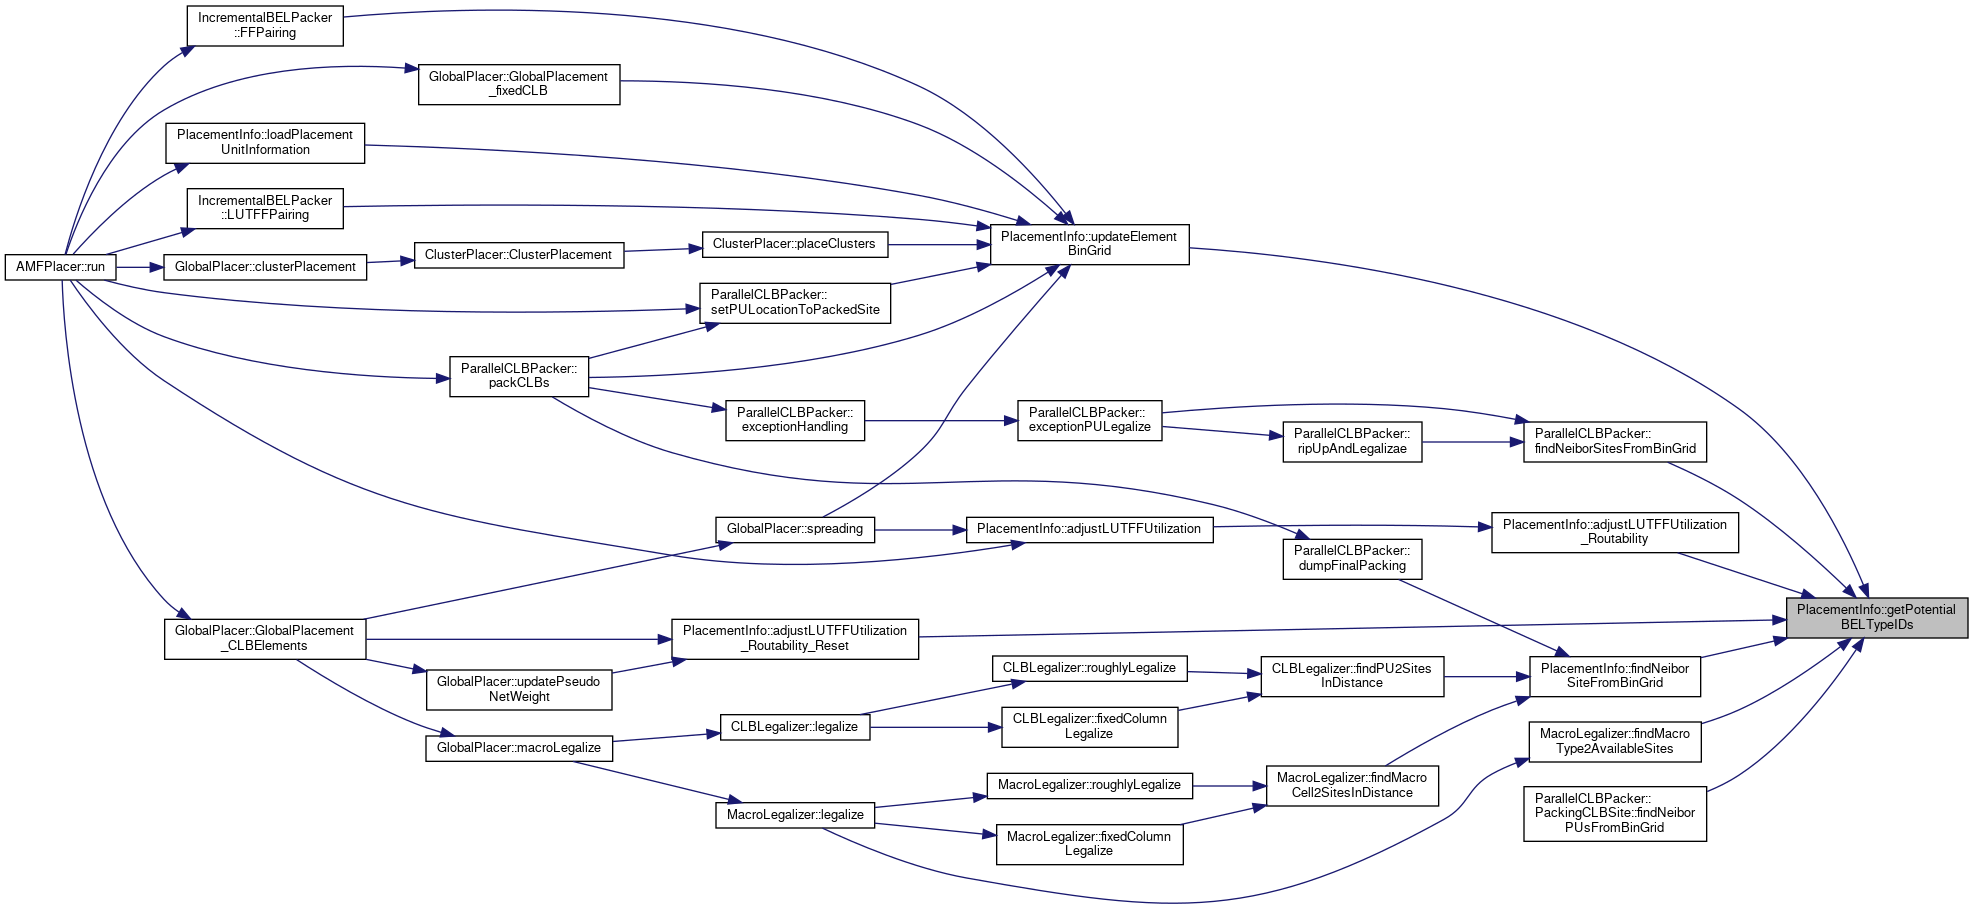 IncrementalBELPacker
::FFPairing
GlobalPlacer::GlobalPlacement
_fixedCLB
PlacementInfo::loadPlacement
UnitInformation
IncrementalBELPacker
::LUTFFPairing
AMFPlacer::run
GlobalPlacer::clusterPlacement
ClusterPlacer::ClusterPlacement
ClusterPlacer::placeClusters
PlacementInfo::updateElement
BinGrid
ParallelCLBPacker::
setPULocationToPackedSite
ParallelCLBPacker::
packCLBs
ParallelCLBPacker::
exceptionHandling
ParallelCLBPacker::
exceptionPULegalize
ParallelCLBPacker::
ripUpAndLegalizae
ParallelCLBPacker::
findNeiborSitesFromBinGrid
GlobalPlacer::spreading
PlacementInfo::adjustLUTFFUtilization
PlacementInfo::adjustLUTFFUtilization
_Routability
ParallelCLBPacker::
dumpFinalPacking
PlacementInfo::getPotential
BELTypeIDs
GlobalPlacer::GlobalPlacement
_CLBElements
PlacementInfo::adjustLUTFFUtilization
_Routability_Reset
GlobalPlacer::updatePseudo
NetWeight
CLBLegalizer::roughlyLegalize
CLBLegalizer::findPU2Sites
InDistance
PlacementInfo::findNeibor
SiteFromBinGrid
CLBLegalizer::legalize
CLBLegalizer::fixedColumn
Legalize
GlobalPlacer::macroLegalize
MacroLegalizer::findMacro
Type2AvailableSites
MacroLegalizer::roughlyLegalize
MacroLegalizer::findMacro
Cell2SitesInDistance
MacroLegalizer::legalize
MacroLegalizer::fixedColumn
Legalize
ParallelCLBPacker::
PackingCLBSite::findNeibor
PUsFromBinGrid